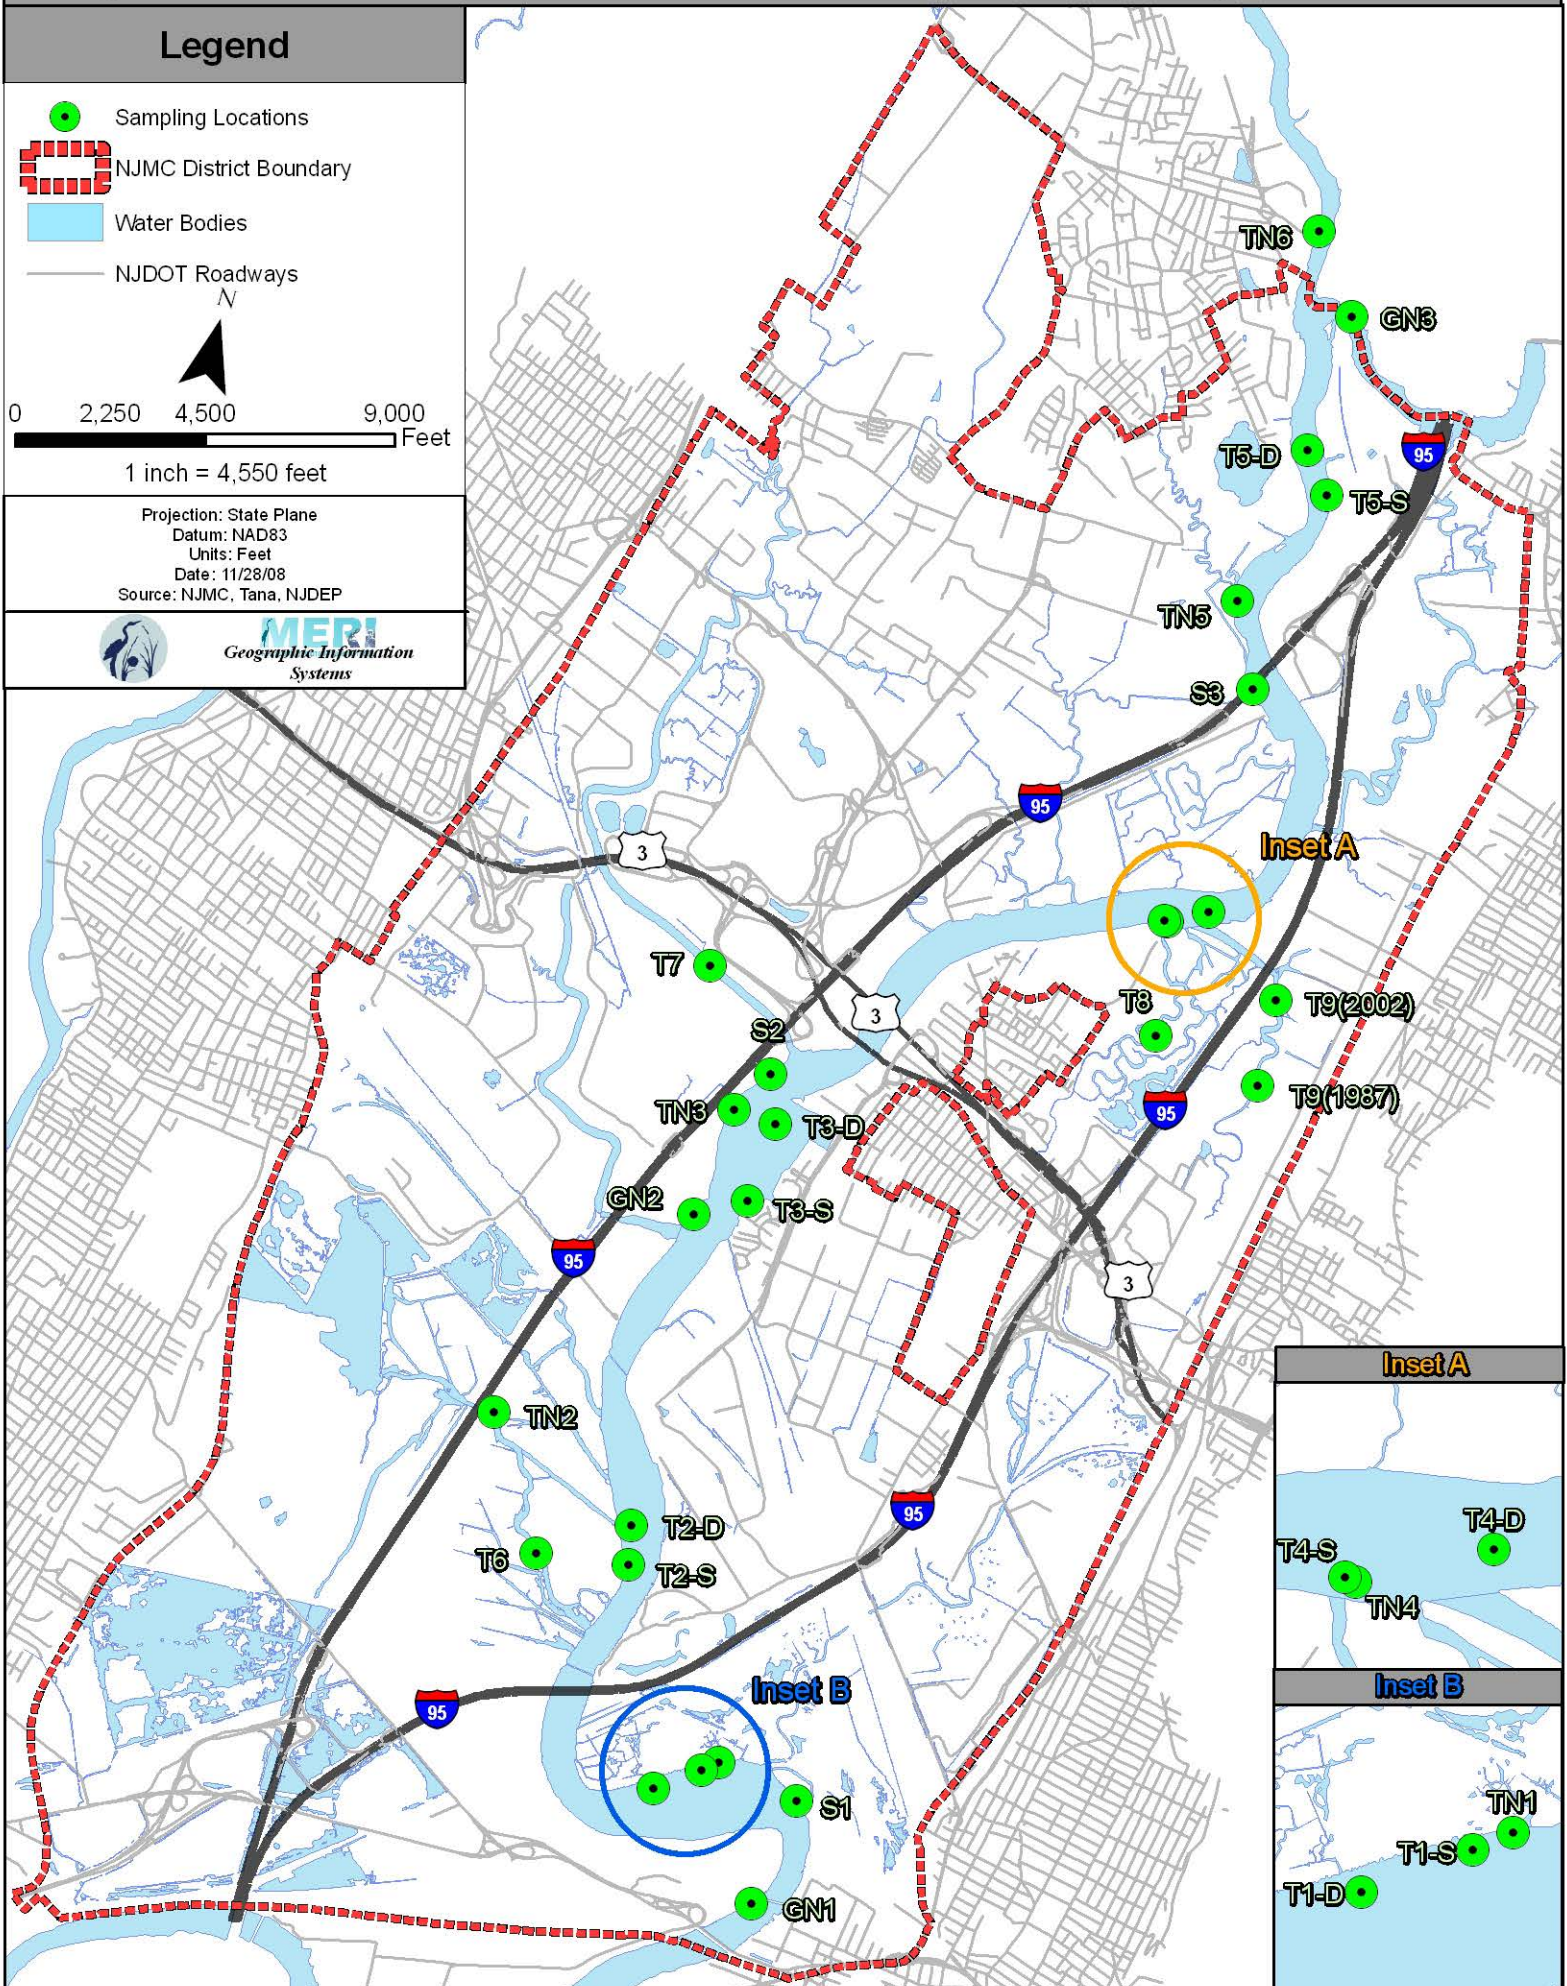 Legend
Sampling Locations
NJMC District Boundary
Water Bodies
NJDOT Roadways
N
0 2,250 4,500 9,000
Feet
1 inch = 4,550 feet
Projection: State Plane
Datum: NAD83
Units: Feet
Date: 11/28/08
Source: NJMC, Tana, NJDEP
MERI
Geographic Information
Systems
TN6
GN3
T5-D
95
T5-S
TN5
S3
95
Inset A
3
T7
T8
T9(2002)
3
S2
T9(1987)
TN3
95
T3-D
GN2
T3-S
95
3
TN2
95
T2-D
T6
T2-S
Inset B
95
S1
GN1
Inset A
T4-D
T4-S
TN4
Inset B
TN1
T1-S
T1-D